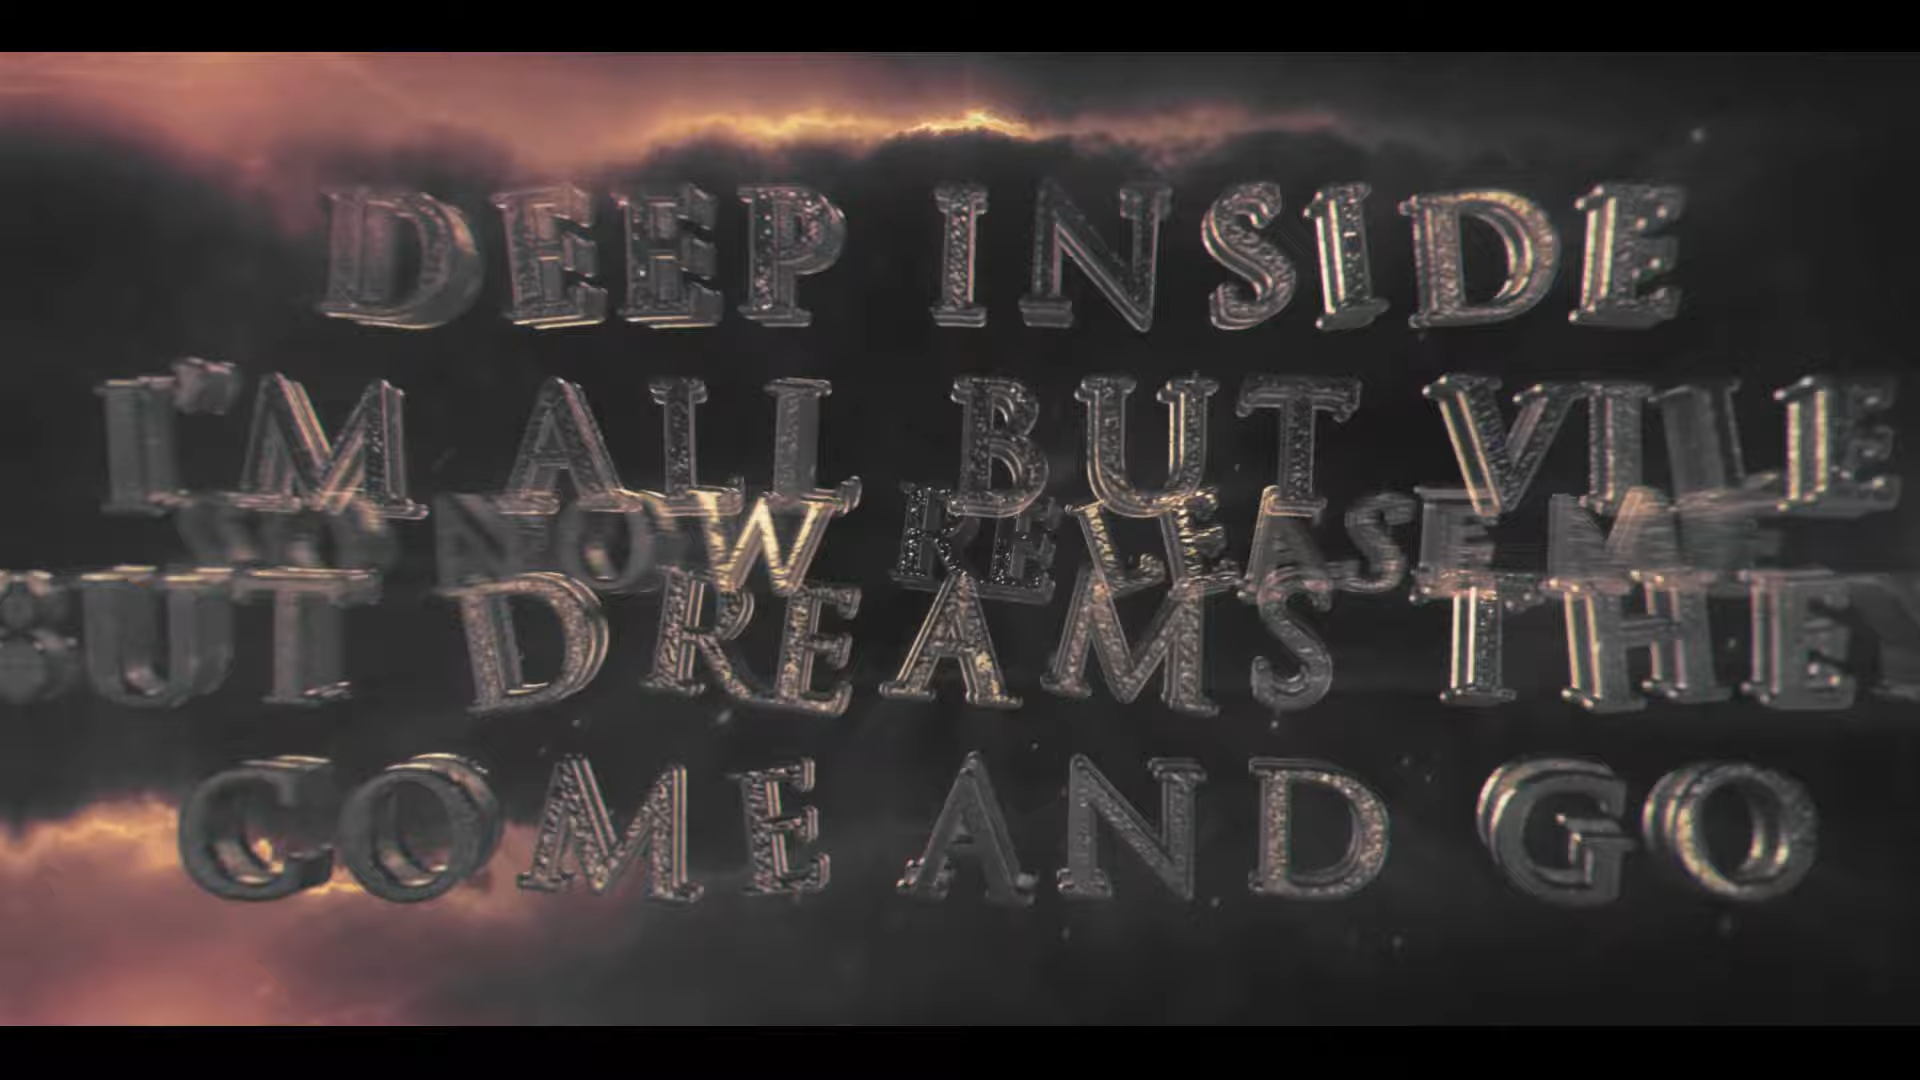 DEEP INSIDE
I'M ALL BUT VILE
NOW RELEASE ME
BUT DREAMS THEY
COME AND GO